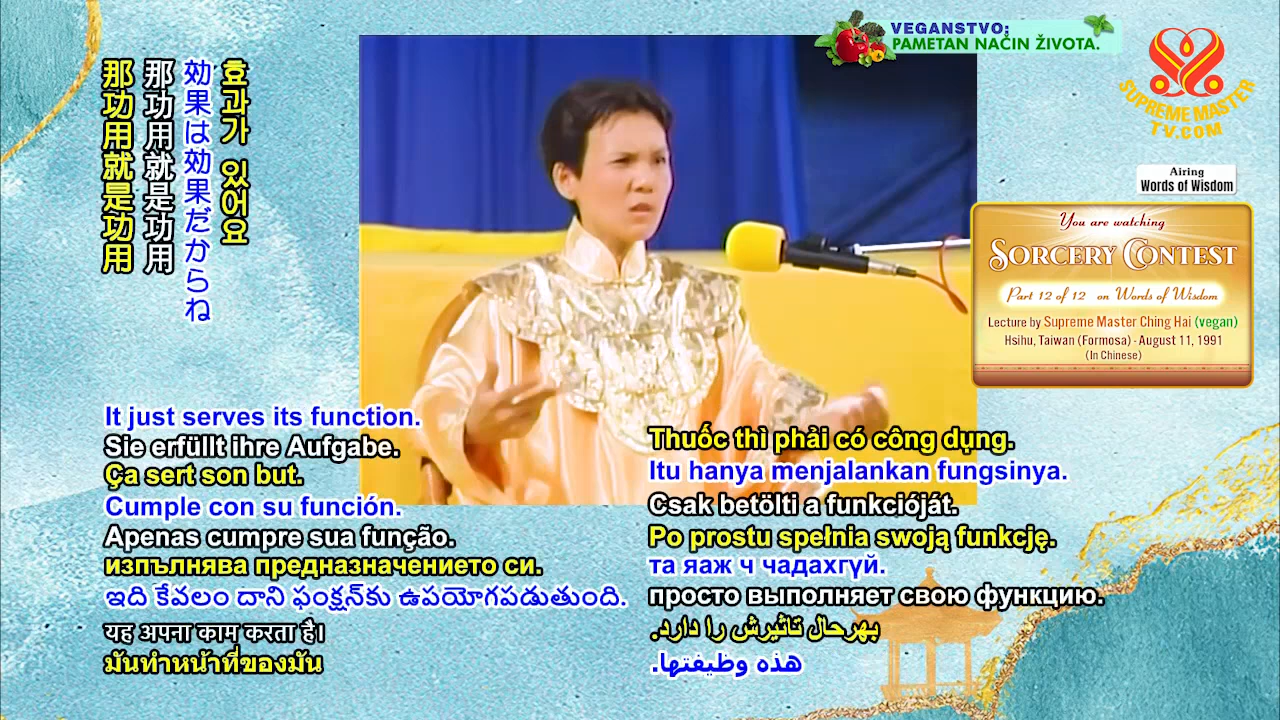 VEGANSTVO:
PAMETAN NAČIN ŽIVOTA.
SUPREME MASTER
TV.COM
Airing
Words of Wisdom
You are watching
SORCERY CONTEST
Part 12 of 12 on Words of Wisdom
Lecture by Supreme Master Ching Hai (vegan)
Hsihu, Taiwan (Formosa) - August 11, 1991
(In Chinese)
효과가 있어요
効果は効果だからね
那功用就是功用
那功用就是功用
It just serves its function.
Sie erfüllt ihre Aufgabe.
Ça sert son but.
Cumple con su función.
Apenas cumpre sua função.
изпълнява предназначението си.
ఇది కేవలం దాని ఫంక్షన్‌కు ఉపయోగపడుతుంది.
यह अपना काम करता है।
มันทำหน้าที่ของมัน
Thuốc thì phải có công dụng.
Itu hanya menjalankan fungsinya.
Csak betölti a funkcióját.
Po prostu spełnia swoją funkcję.
та яаж ч чадахгүй.
просто выполняет свою функцию.
بهرحال تاثیرش را دارد.
هذه وظيفتها.